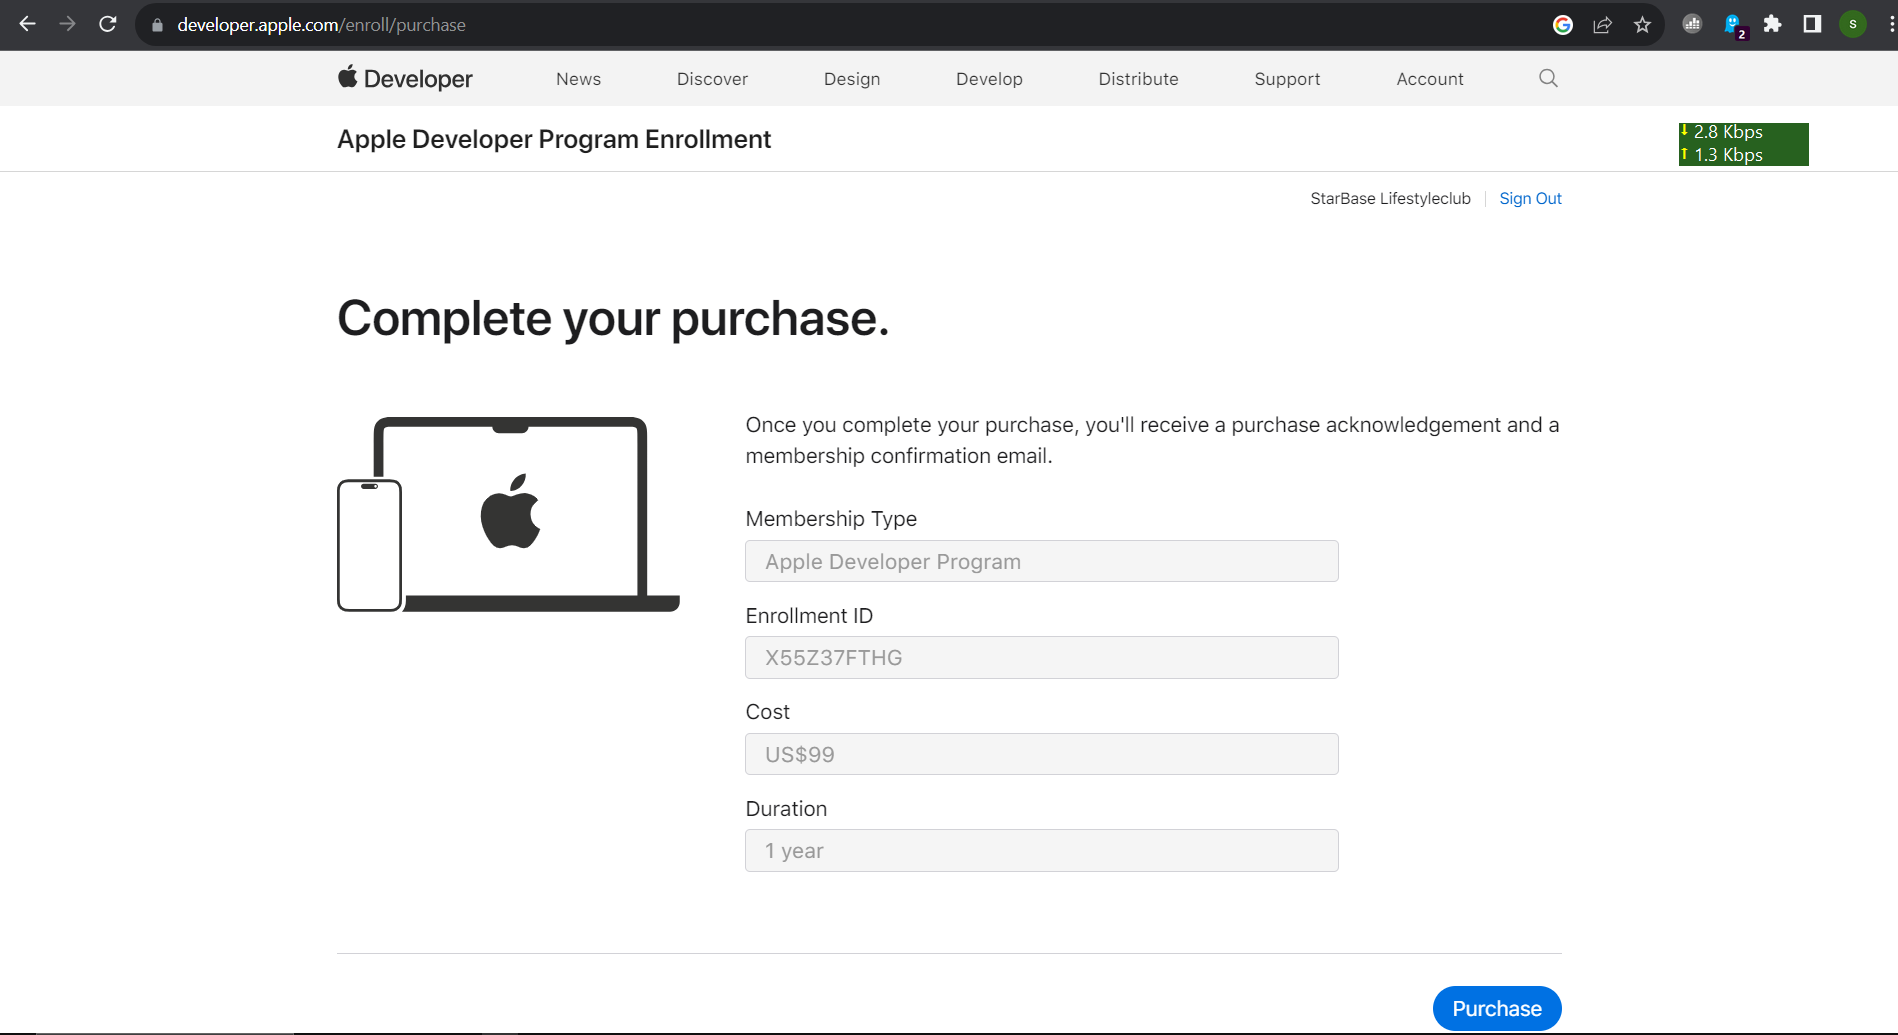 developer.apple.com/enroll/purchase
2
S
Developer
News
Discover
Design
Develop
Distribute
Support
Account
Apple Developer Program Enrollment
2.8 Kbps
1.3 Kbps
StarBase Lifestyleclub
Sign Out
Complete your purchase.
Once you complete your purchase, you'll receive a purchase acknowledgement and a
membership confirmation email.
Membership Type
Apple Developer Program
Enrollment ID
X55Z37FTHG
Cost
US$99
Duration
1 year
Purchase